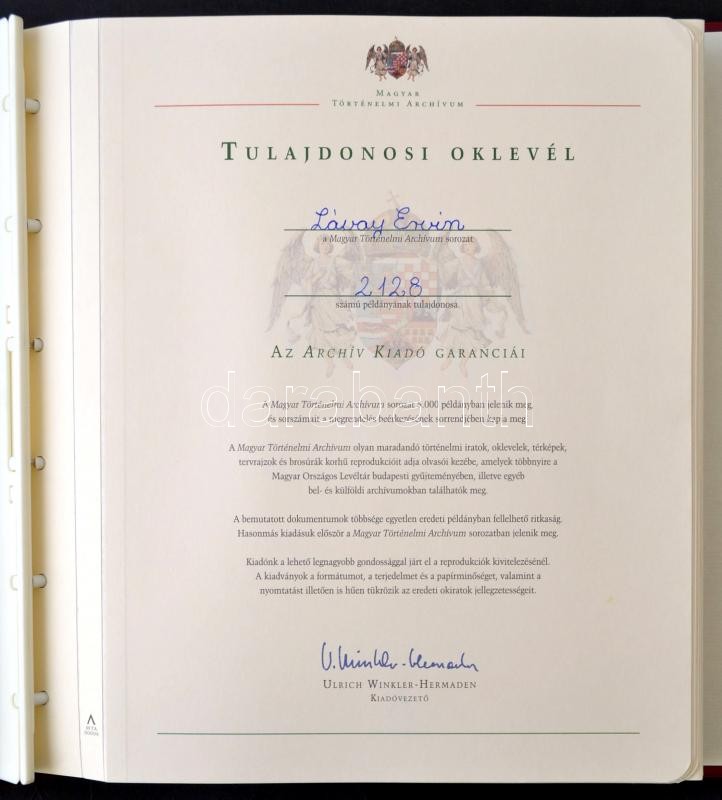 Magyar
Történelmi Archívum
Tulajdonosi oklevél
Lávay Ervin
a Magyar Történelmi Archívum sorozat
2128
számú példányának tulajdonosa.
Az Archív Kiadó garanciái
A Magyar Történelmi Archívum sorozat 5.000 példányban jelenik meg,
és sorszámait a megrendelés beérkezésének sorrendjében kapja meg.
A Magyar Történelmi Archívum olyan maradandó történelmi iratok, oklevelek, térképek,
tervrajzok és brosúrák korhű reprodukcióit adja olvasói kezébe, amelyek többnyire a
Magyar Országos Levéltár budapesti gyűjteményében, illetve egyéb
bel- és külföldi archívumokban találhatók meg.
A bemutatott dokumentumok többsége egyetlen eredeti példányban fellelhető ritkaság.
Hasonmás kiadásuk először a Magyar Történelmi Archívum sorozatban jelenik meg.
Kiadónk a lehető legnagyobb gondossággal járt el a reprodukciók kivitelezésénél.
A kiadványok a formátumot, a terjedelmet és a papírminőséget, valamint a
nyomtatást illetően is hűen tükrözik az eredeti okiratok jellegzetességeit.
U. Winkler-Hermaden
Ulrich Winkler-Hermaden
Kiadóvezető
MTA
darabanth